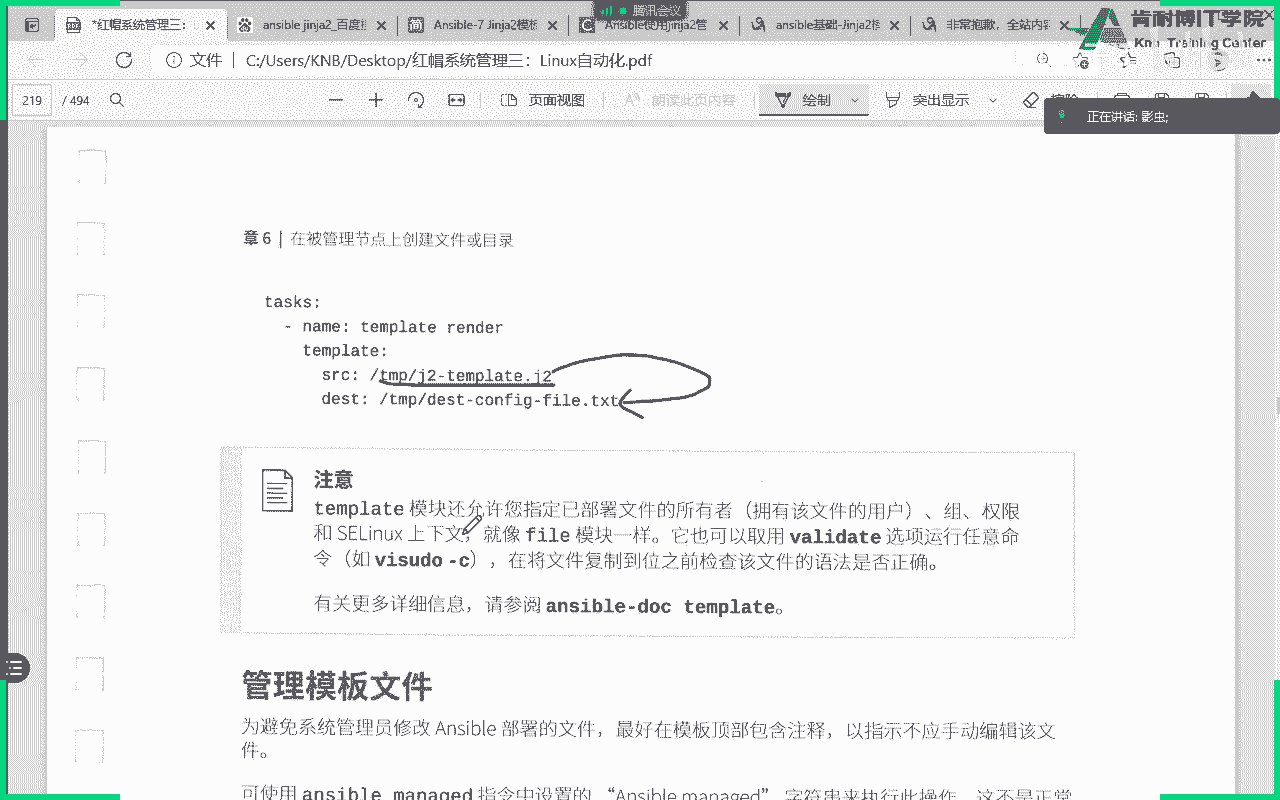 腾讯会议
*红帽系统管理三:
ansible jinja2_百度
Ansible-7 Jinja2模
Ansible使用Jinja2管
ansible基础-Jinja2
非常抱歉,全站内容
肯耐博IT学院
Training Center
文件 C:/Users/KNB/Desktop/红帽系统管理三:Linux自动化.pdf
219 / 494 页面视图 朗读此页内容 绘制 突出显示
正在讲话: 影虫;
章 6 | 在被管理节点上创建文件或目录
tasks:
- name: template render
template:
src: /tmp/j2-template.j2
dest: /tmp/dest-config-file.txt
注意
template 模块还允许您指定已部署文件的所有者(拥有该文件的用户)、组、权限
和 SELinux 上下文,就像 file 模块一样。它也可以取用 validate 选项运行任意命
令(如 visudo -c),在将文件复制到位之前检查该文件的语法是否正确。
有关更多详细信息,请参阅 ansible-doc template。
管理模板文件
为避免系统管理员修改 Ansible 部署的文件,最好在模板顶部包含注释,以指示不应手动编辑该文
件。
可使用 ansible_managed 指令中设置的 “Ansible managed” 字符串来执行此操作。这不是正常